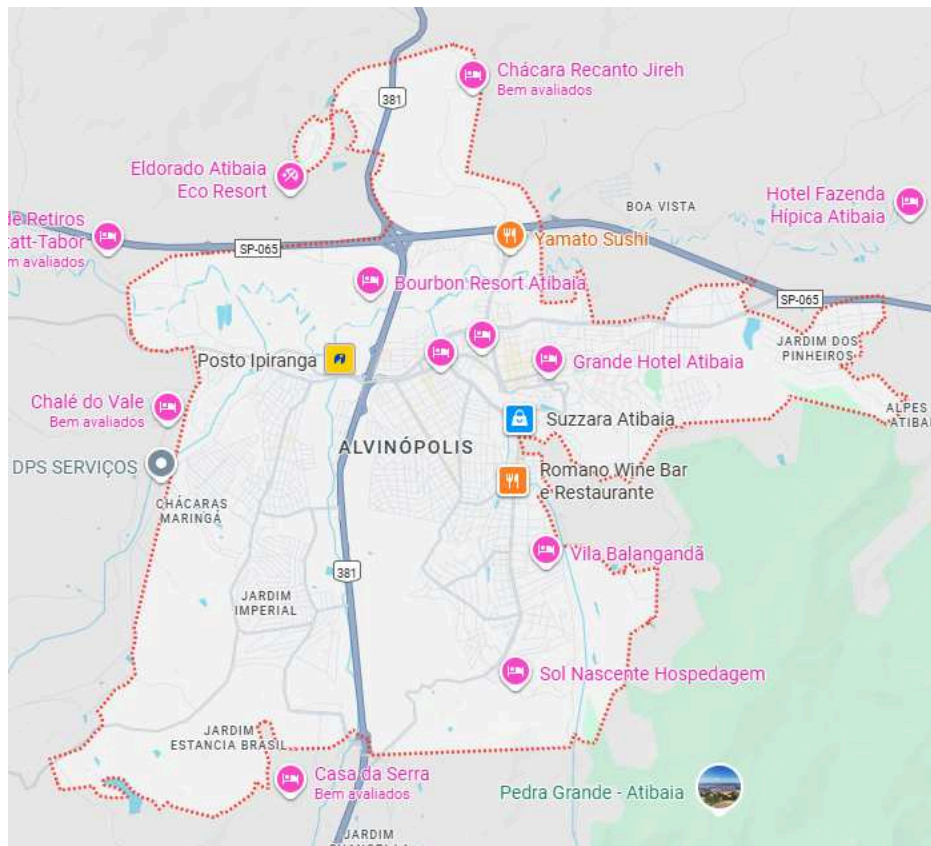 Chácara Recanto Jireh
Bem avaliados
381
Eldorado Atibaia
Eco Resort
Hotel Fazenda
Hípica Atibaia
BOA VISTA
de Retiros
tatt-Tabor
m avaliados
SP-065
Yamato Sushi
Bourbon Resort Atibaia
SP-065
JARDIM DOS
PINHEIROS
Posto Ipiranga
Grande Hotel Atibaia
Chalé do Vale
Bem avaliados
ALPES
ATIBAI
Suzzara Atibaia
ALVINÓPOLIS
DPS SERVIÇOS
Romano Wine Bar
e Restaurante
CHÁCARAS
MARINGÁ
Vila Balangandã
381
JARDIM
IMPERIAL
Sol Nascente Hospedagem
JARDIM
ESTANCIA BRASIL
Casa da Serra
Bem avaliados
Pedra Grande - Atibaia
JARDIM